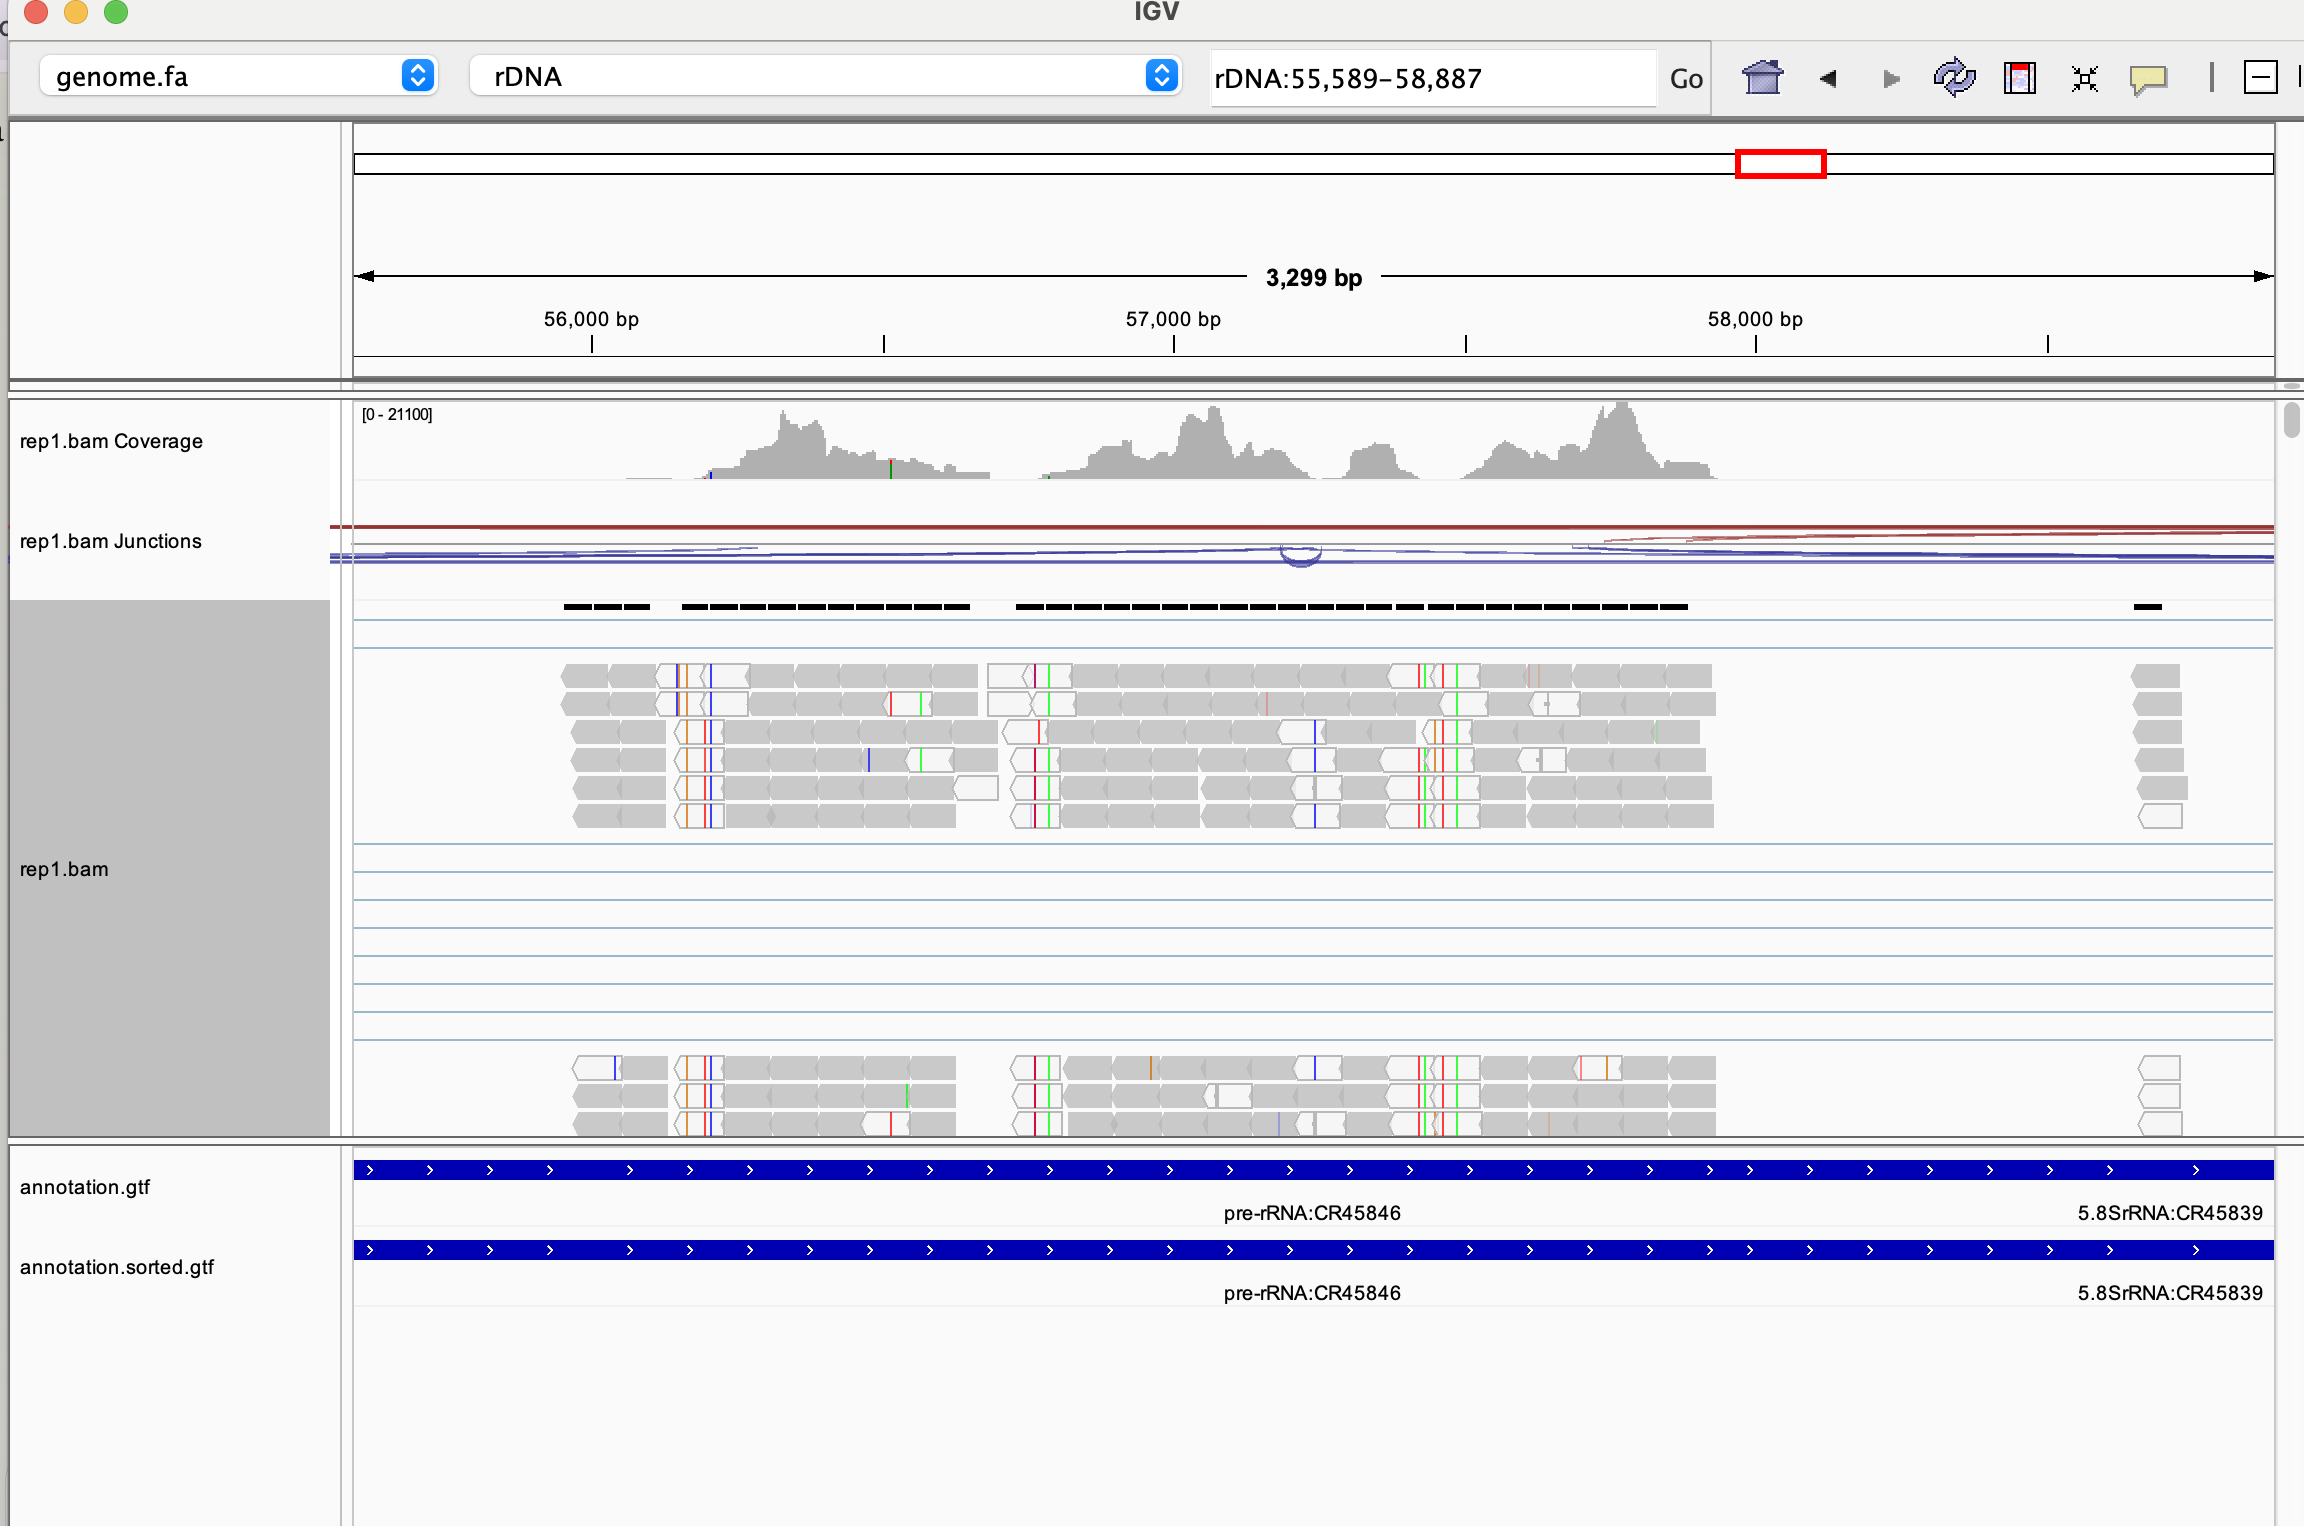 IGV
genome.fa
rDNA
rDNA:55,589-58,887
Go
3,299 bp
56,000 bp
57,000 bp
58,000 bp
[0 - 21100]
rep1.bam Coverage
rep1.bam Junctions
rep1.bam
annotation.gtf
pre-rRNA:CR45846
5.8SrRNA:CR45839
annotation.sorted.gtf
pre-rRNA:CR45846
5.8SrRNA:CR45839